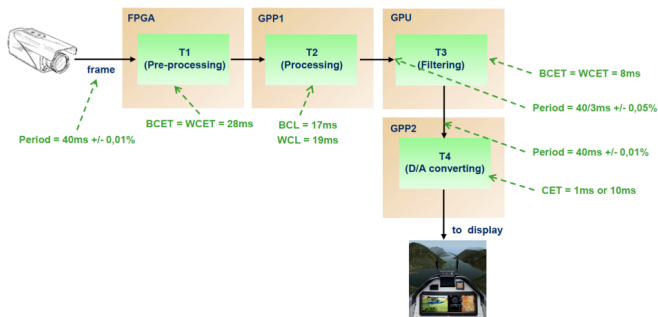 FPGA
T1
(Pre-processing)
GPP1
T2
(Processing)
GPU
T3
(Filtering)
frame
BCET = WCET = 8ms
Period = 40/3ms +/- 0,05%
Period = 40ms +/- 0,01%
BCET = WCET = 28ms
BCL = 17ms
WCL = 19ms
GPP2
T4
(D/A converting)
Period = 40ms +/- 0,01%
CET = 1ms or 10ms
to display